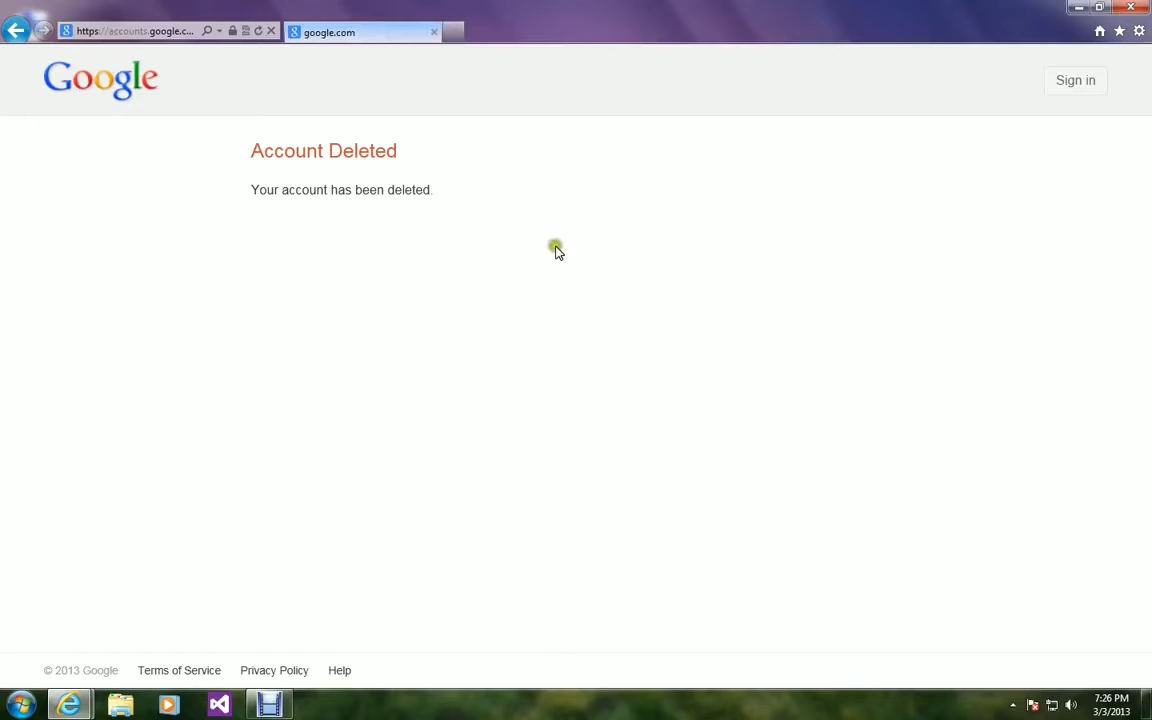 https://accounts.google.c...
google.com
Google
Sign in
Account Deleted
Your account has been deleted.
© 2013 Google
Terms of Service
Privacy Policy
Help
7:26 PM
3/3/2013